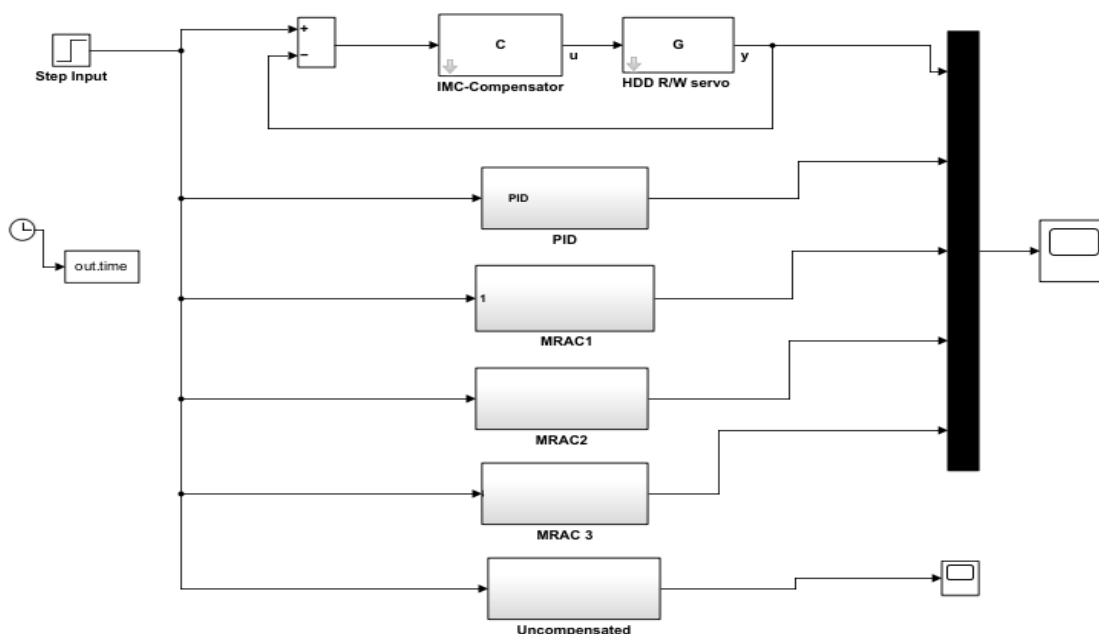 Step Input
+
−
C
IMC-Compensator
u
G
HDD R/W servo
y
PID
PID
out.time
1
MRAC1
MRAC2
MRAC 3
Uncompensated